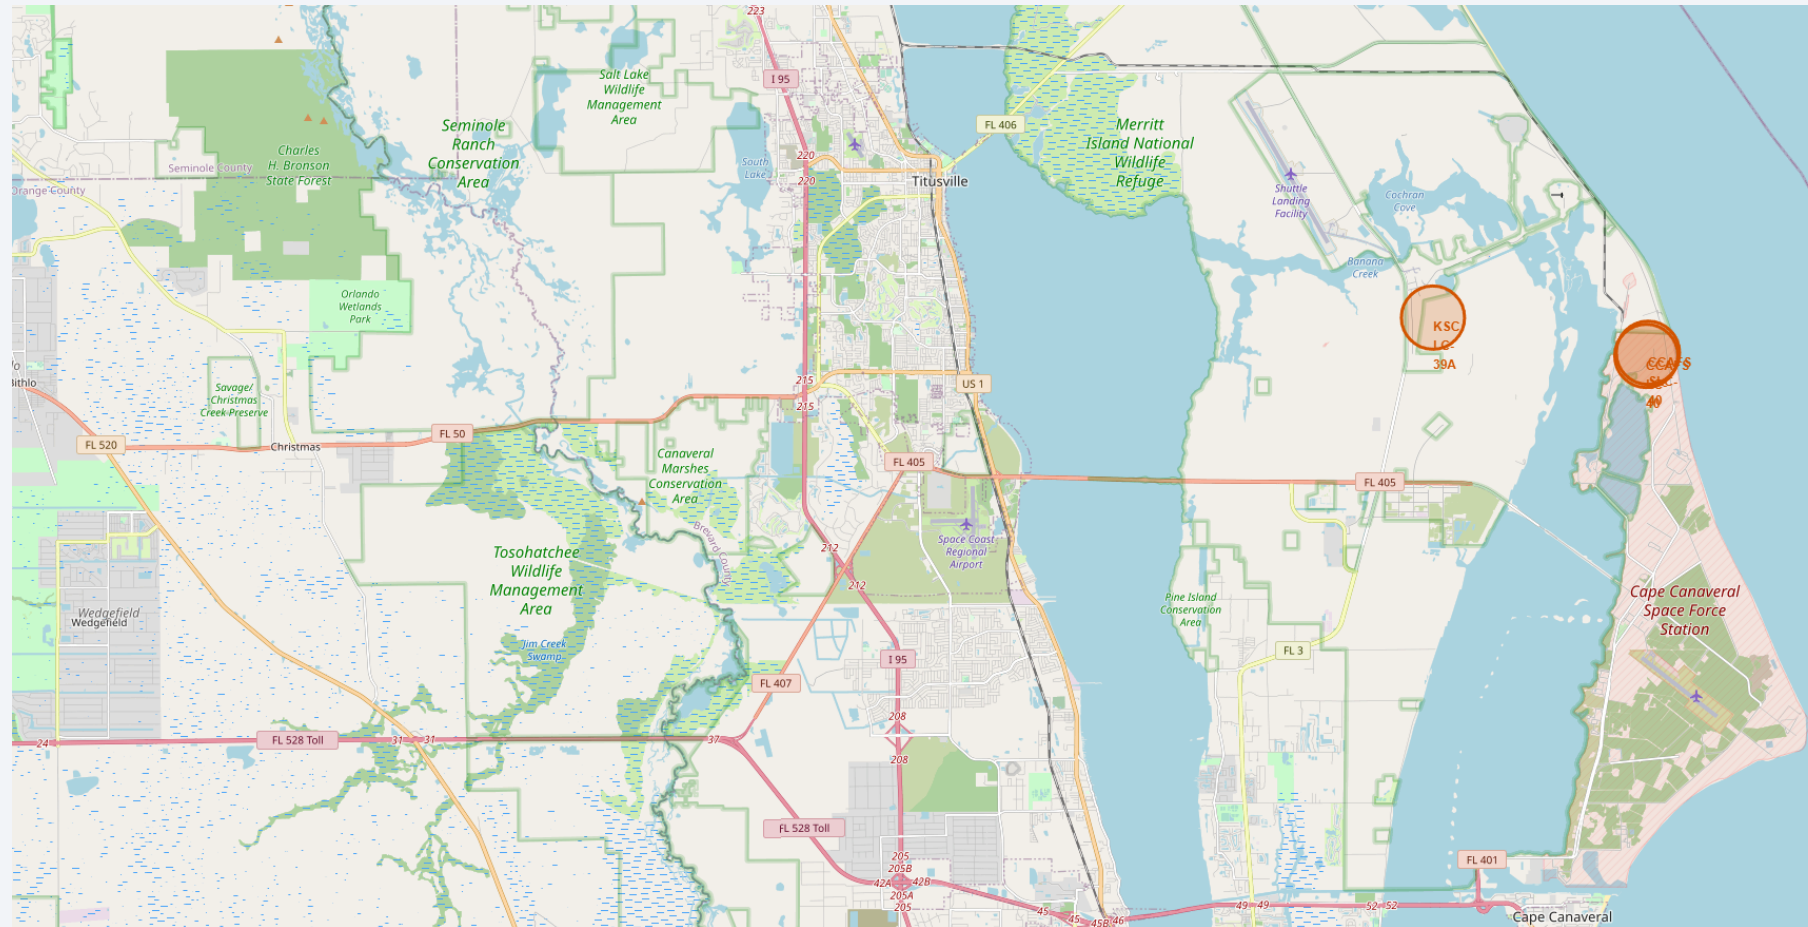 223
Salt Lake
Wildlife
Management
Area
I 95
FL 406
Seminole
Ranch
Conservation
Area
Merritt
Island National
Wildlife
Refuge
Charles
H. Bronson
State Forest
Seminole County
Orange County
220
220
South
Lake
Titusville
Shuttle
Landing
Facility
Cochran
Cove
Banana
Creek
Orlando
Wetlands
Park
KSC
LC-
39A
CCAFS
40
Bithlo
Savage/
Christmas
Creek Preserve
215
215
US 1
FL 520
FL 50
Christmas
Canaveral
Marshes
Conservation
Area
FL 405
FL 405
Brevard County
Space Coast
Regional
Airport
212
212
Tosohatchee
Wildlife
Management
Area
Wedgefield
Wedgefield
Jim Creek
Swamp
Pine Island
Conservation
Area
Cape Canaveral
Space Force
Station
FL 3
I 95
FL 407
208
208
24
FL 528 Toll
31
31
37
FL 528 Toll
205
205B
42A
42B
205A
205
45
45
45B
46
49
49
52
52
FL 401
Cape Canaveral